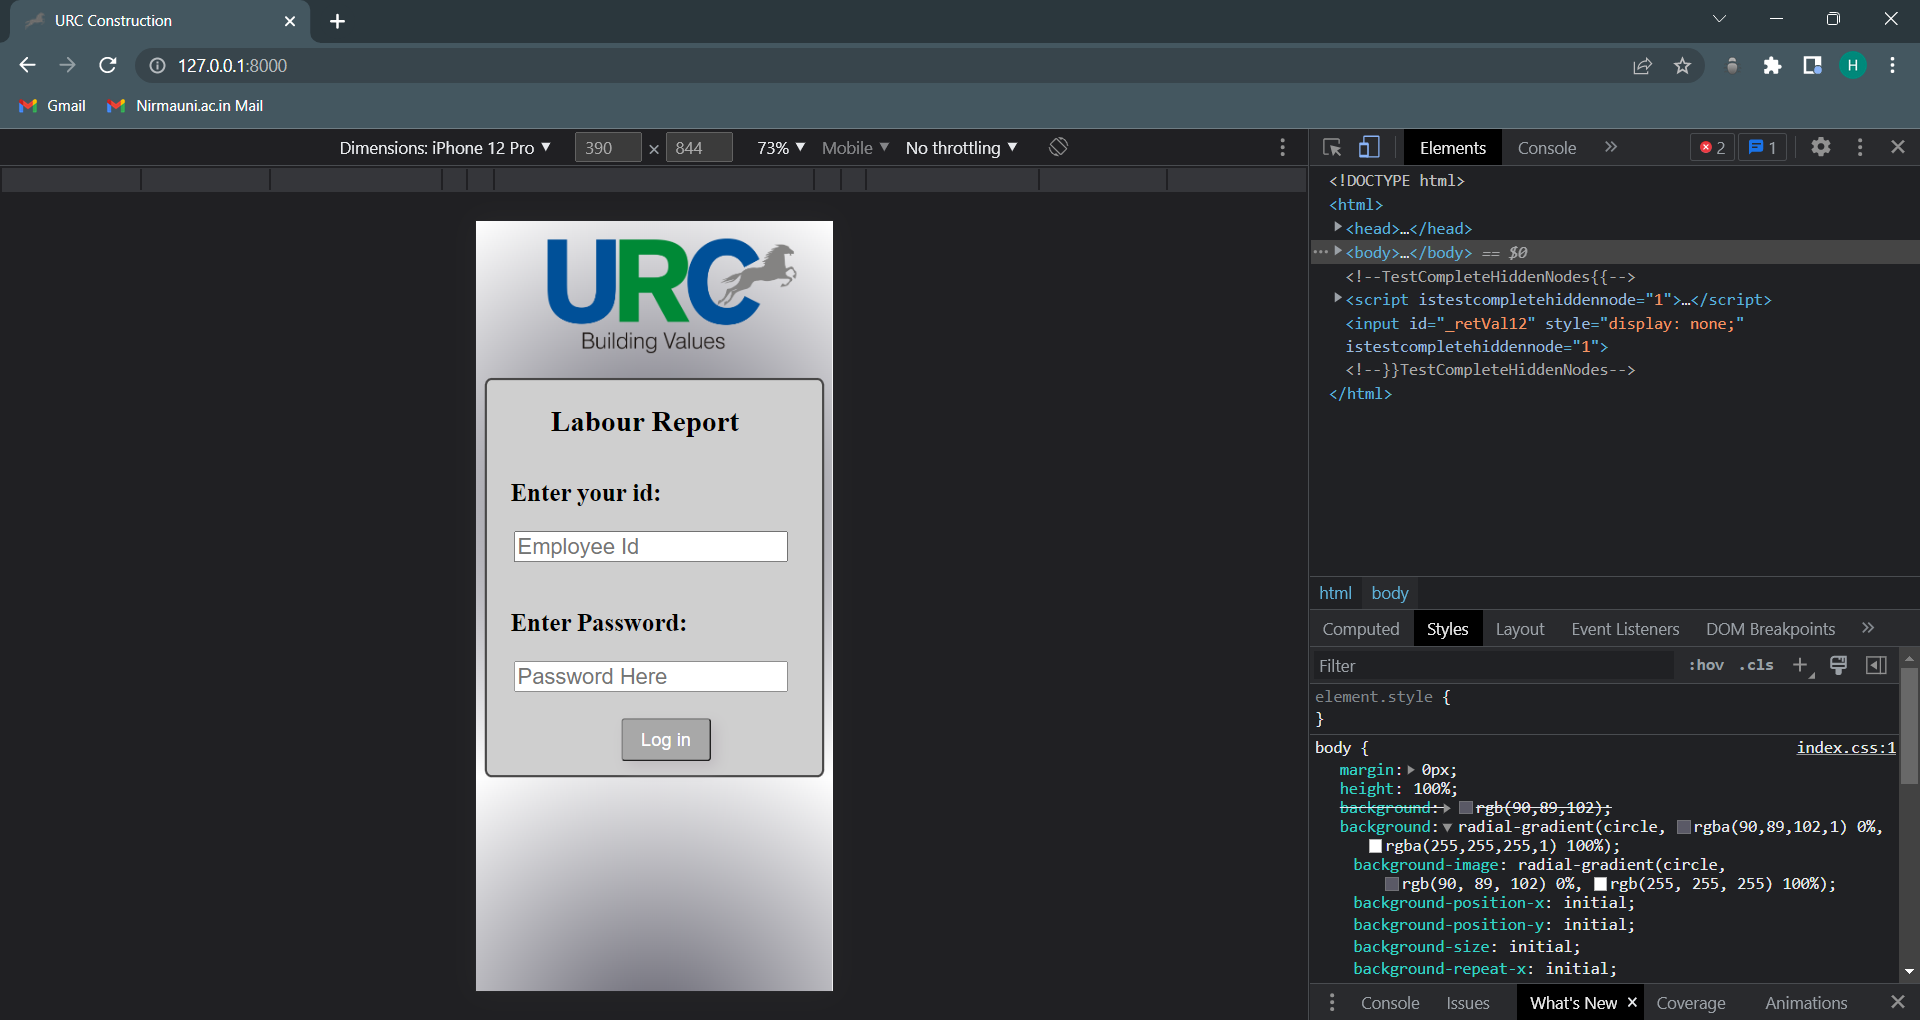 URC Construction
127.0.0.1:8000
H
Gmail
Nirmauni.ac.in Mail
Dimensions: iPhone 12 Pro 390 × 844 73% Mobile No throttling
Elements Console » 2 1
<!DOCTYPE html>
<html>
<head>…</head>
<body>…</body> == $0
<!--TestCompleteHiddenNodes{{-->
<script istestcompletehiddennode="1">…</script>
<input id="_retVal12" style="display: none;"
istestcompletehiddennode="1">
<!--}}TestCompleteHiddenNodes-->
</html>
URC
Building Values
Labour Report
Enter your id:
Employee Id
Enter Password:
Password Here
Log in
html body
Computed Styles Layout Event Listeners DOM Breakpoints »
Filter :hov .cls
element.style {
}
body { index.css:1
margin: 0px;
height: 100%;
background: rgb(90,89,102);
background: radial-gradient(circle, rgba(90,89,102,1) 0%,
rgba(255,255,255,1) 100%);
background-image: radial-gradient(circle,
rgb(90, 89, 102) 0%, rgb(255, 255, 255) 100%);
background-position-x: initial;
background-position-y: initial;
background-size: initial;
background-repeat-x: initial;
Console Issues What's New Coverage Animations